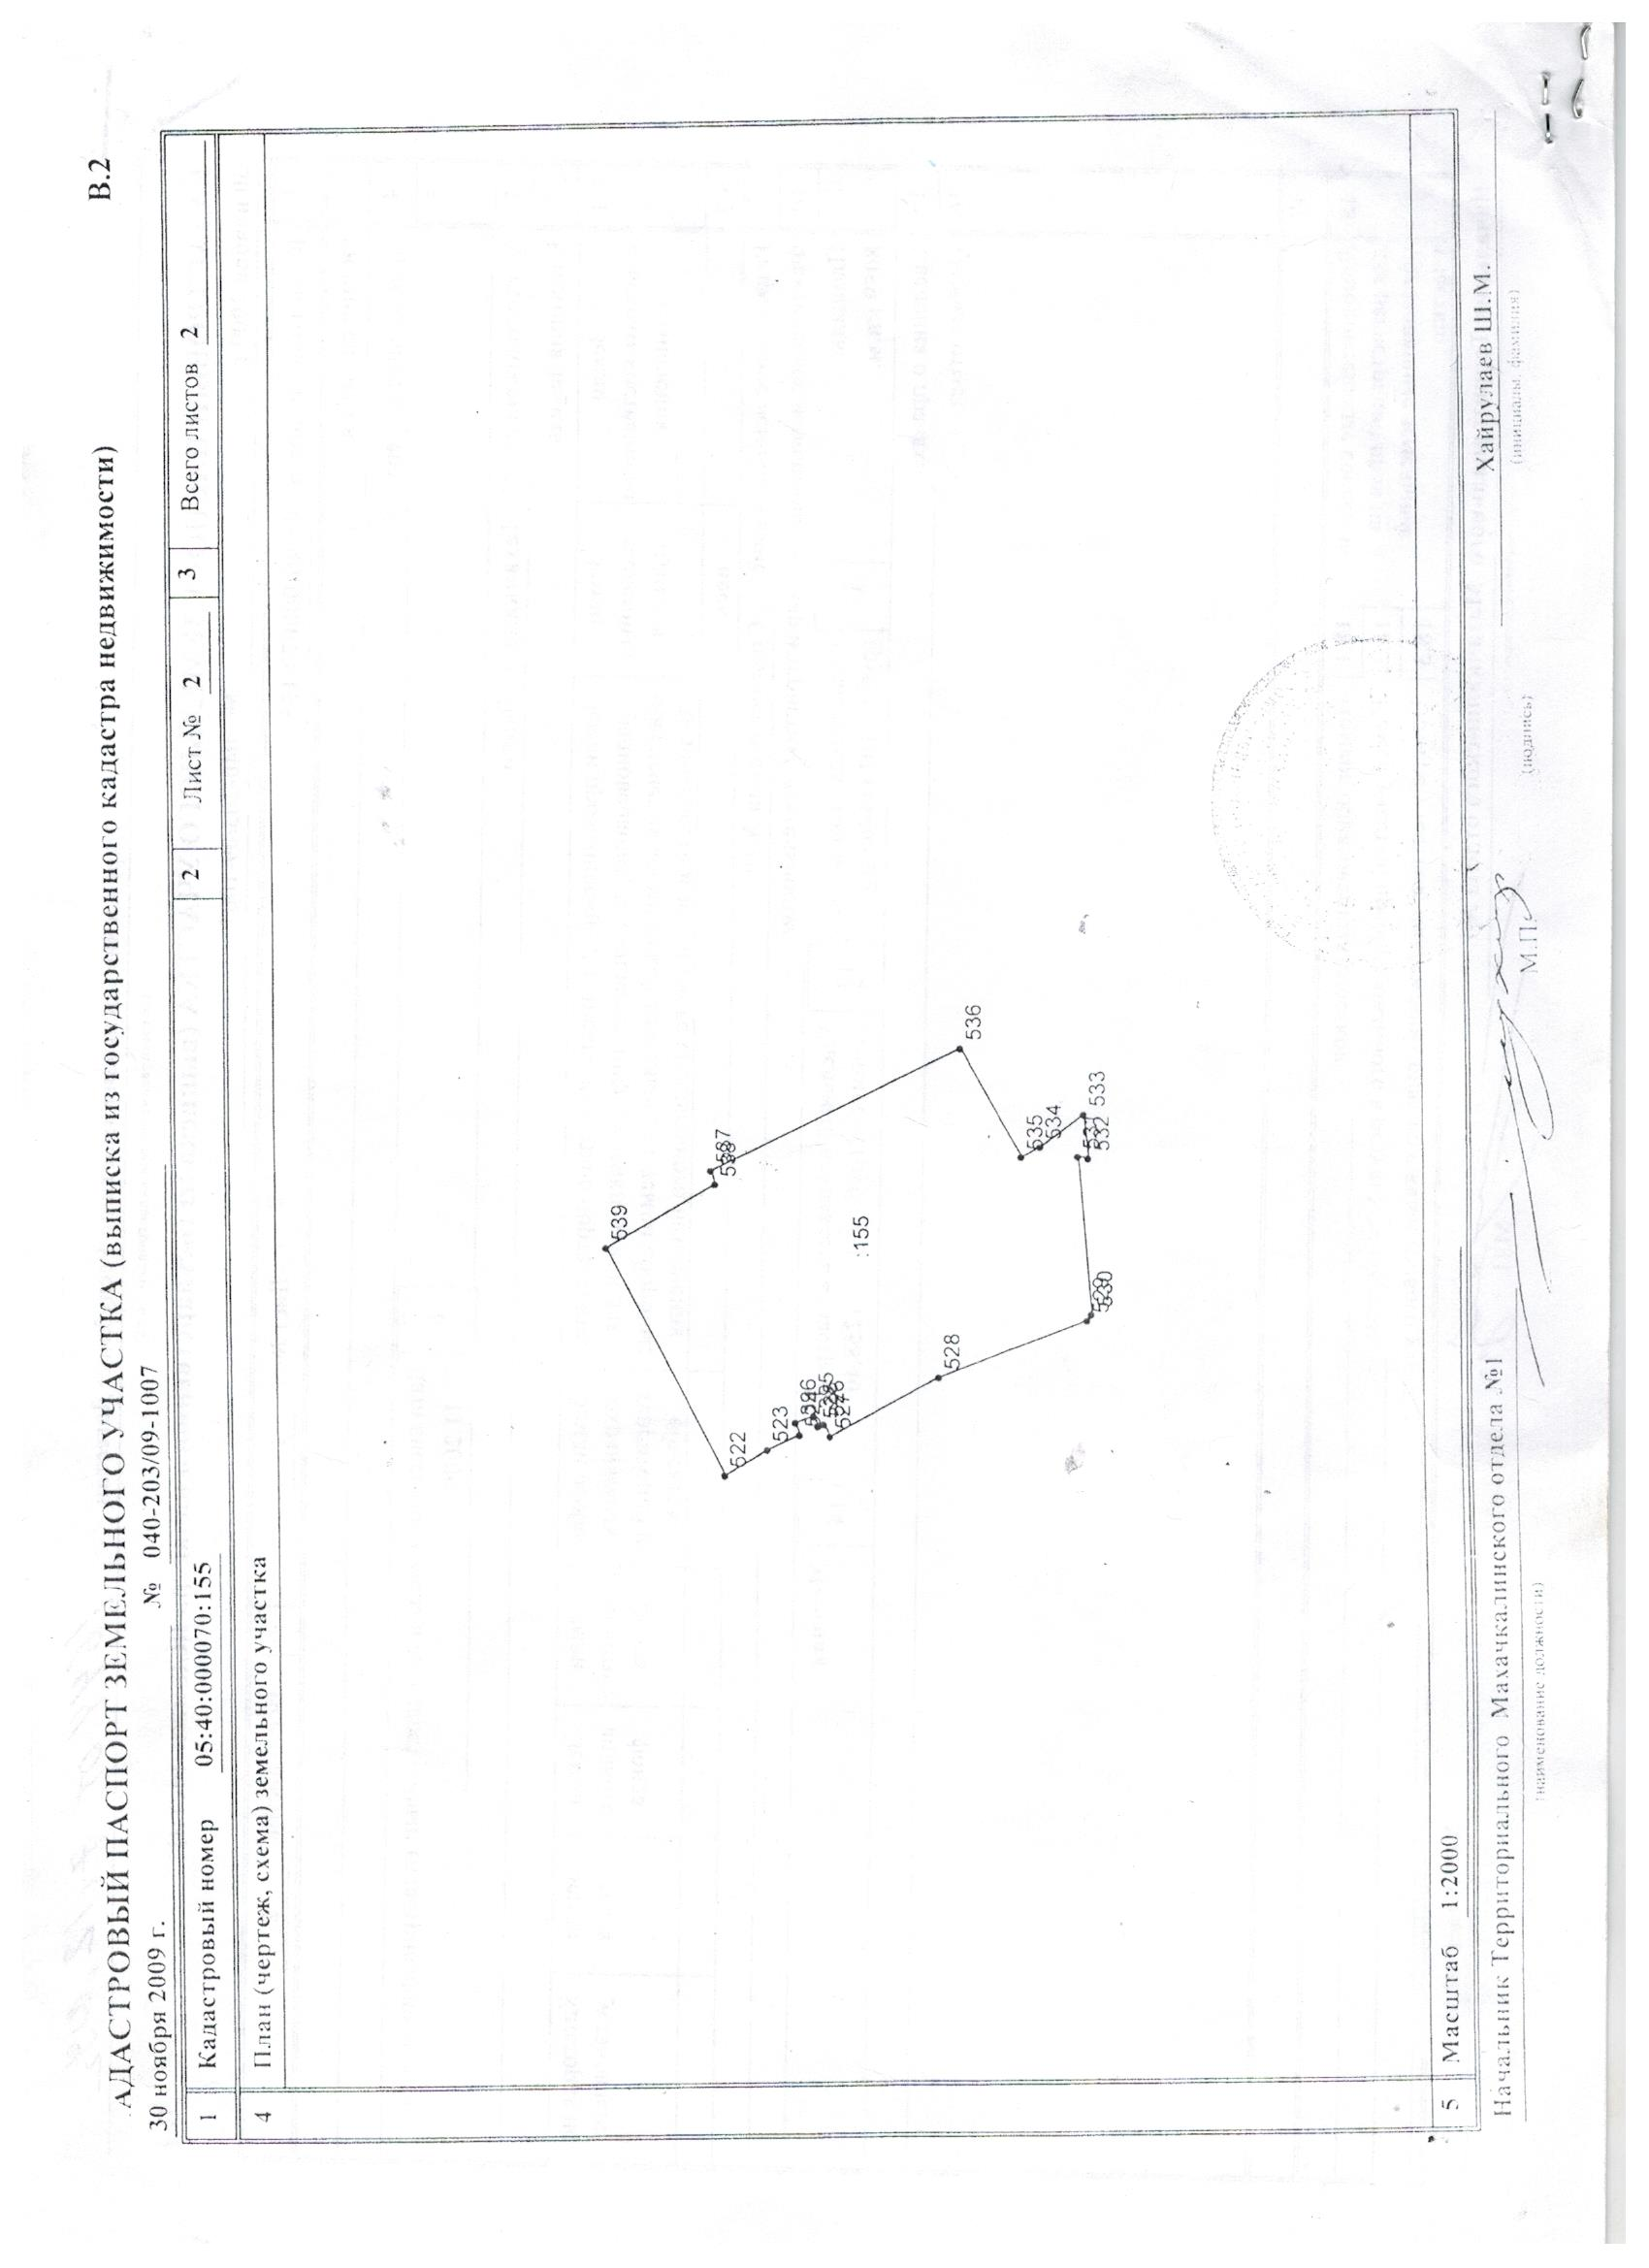 В.2
АДАСТРОВЫЙ ПАСПОРТ ЗЕМЕЛЬНОГО УЧАСТКА (выписка из государственного кадастра недвижимости)
30 ноября 2009 г. № 040-203/09-1007
1 Кадастровый номер 05:40:000070:155 2 Лист № 2 3 Всего листов 2
4 План (чертеж, схема) земельного участка
539
537
522
523
:155
528
536
535
534
533
532
530
5 Масштаб 1:2000
Начальник Территориального Махачкалинского отдела №1 Хайрулаев Ш.М.
(наименование должности) М.П. (подпись) (инициалы, фамилия)